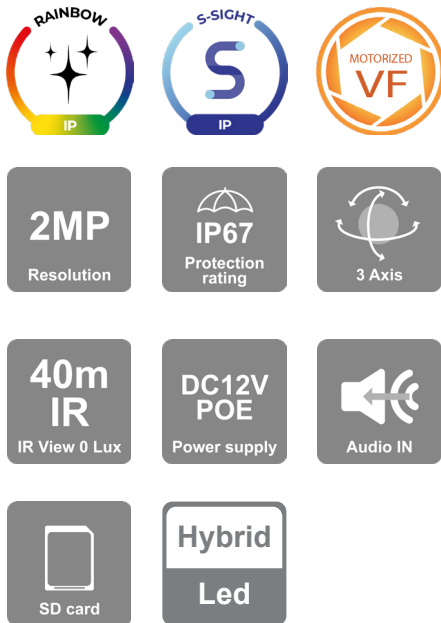 RAINBOW
IP
S-SIGHT
S
IP
MOTORIZED
VF
2MP
Resolution
IP67
Protection
rating
3 Axis
40m
IR
IR View 0 Lux
DC12V
POE
Power supply
Audio IN
SD card
Hybrid
Led